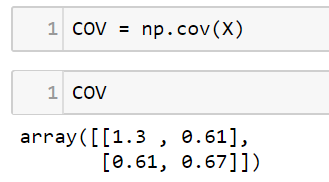 1 COV = np.cov(X)
1 COV
array([[1.3 , 0.61],
[0.61, 0.67]])